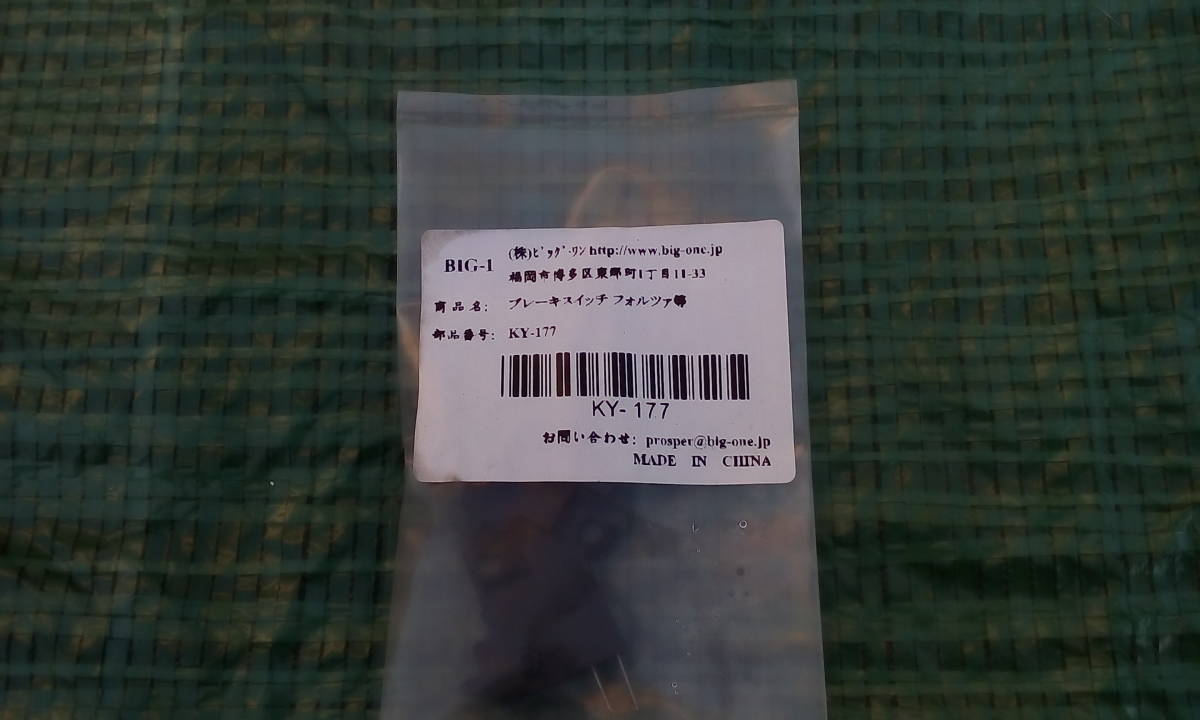 BIG-1 (株)ビッグ・ワン http://www.big-one.jp
福岡市博多区東郷町1丁目11-33
商品名: ブレーキスイッチ フォルツァ等
部品番号: KY-177
KY-177
お問い合わせ: prosper@big-one.jp
MADE IN CHINA